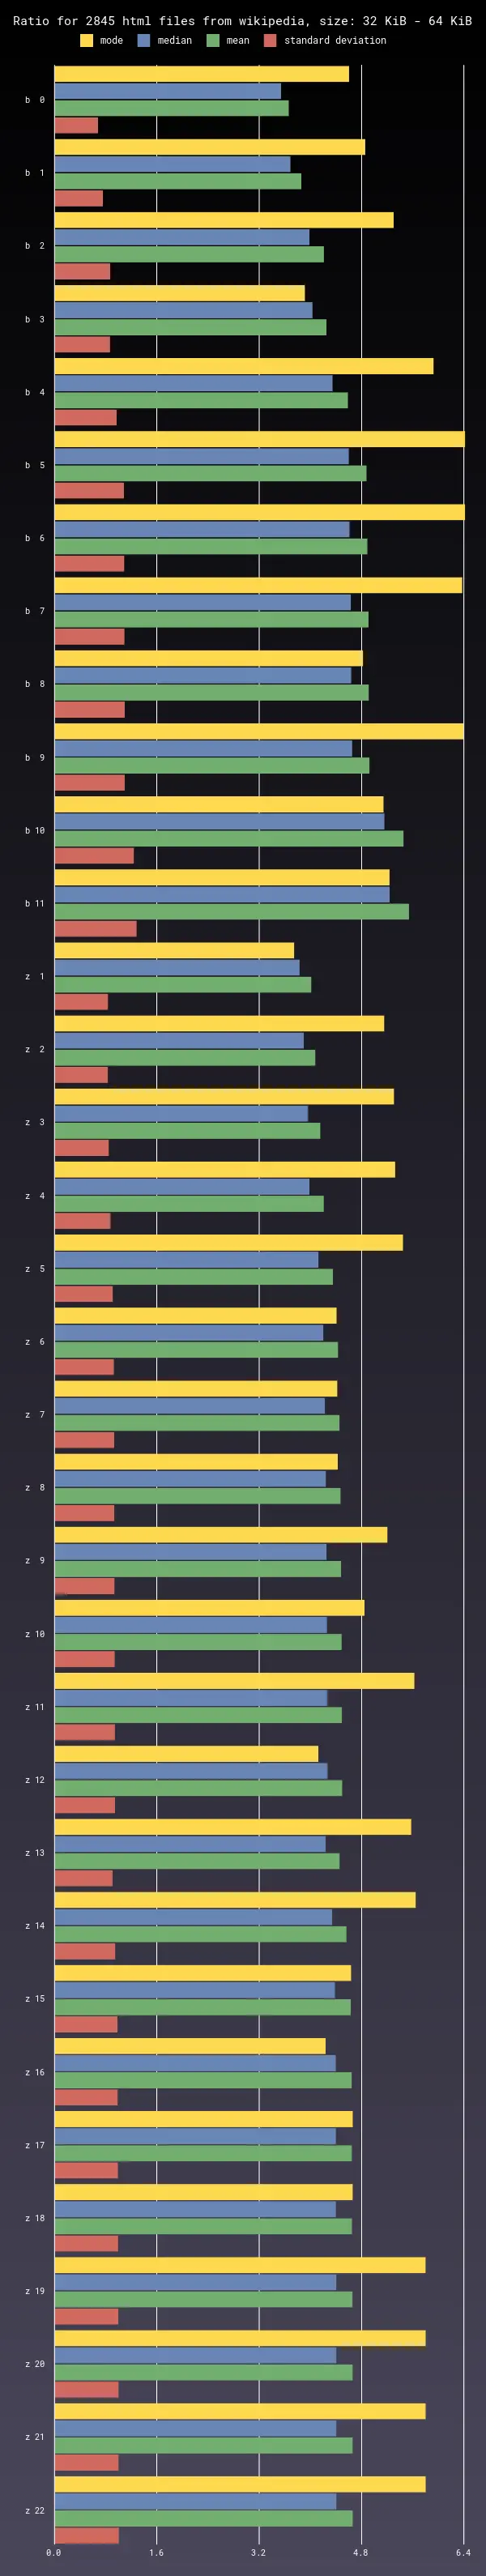 Ratio for 2845 html files from wikipedia, size: 32 KiB - 64 KiB
mode median mean standard deviation
b 0
b 1
b 2
b 3
b 4
b 5
b 6
b 7
b 8
b 9
b 10
b 11
z 1
z 2
z 3
z 4
z 5
z 6
z 7
z 8
z 9
z 10
z 11
z 12
z 13
z 14
z 15
z 16
z 17
z 18
z 19
z 20
z 21
z 22
0.0 1.6 3.2 4.8 6.4